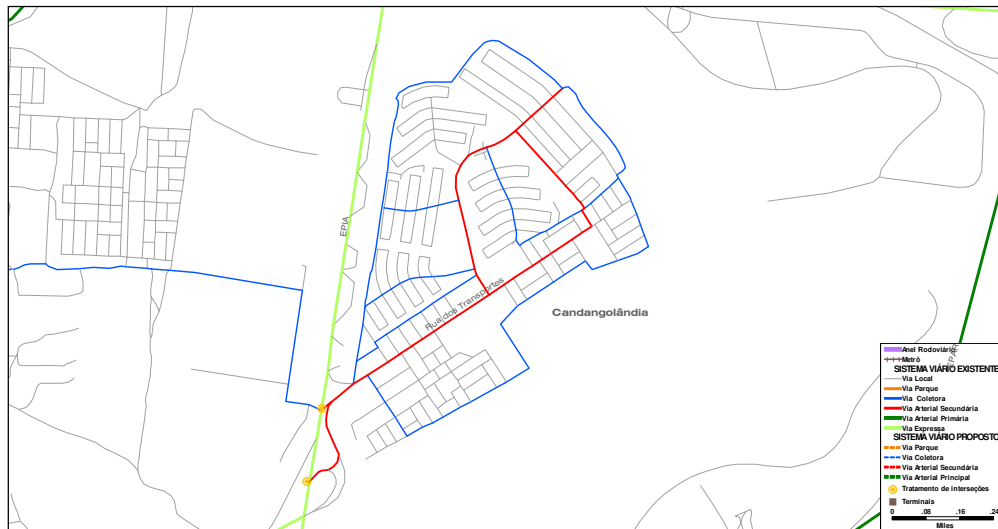 EPIA
Rua dos Transportes
Candangolândia
Anel Rodoviário
Metrô
SISTEMA VIÁRIO EXISTENTE
Via Local
Via Parque
Via Coletora
Via Arterial Secundária
Via Arterial Primária
Via Expressa
SISTEMA VIÁRIO PROPOSTO
Via Parque
Via Coletora
Via Arterial Secundária
Via Arterial Principal
Tratamento de interseções
Terminais
0 .08 .16 .24
Miles